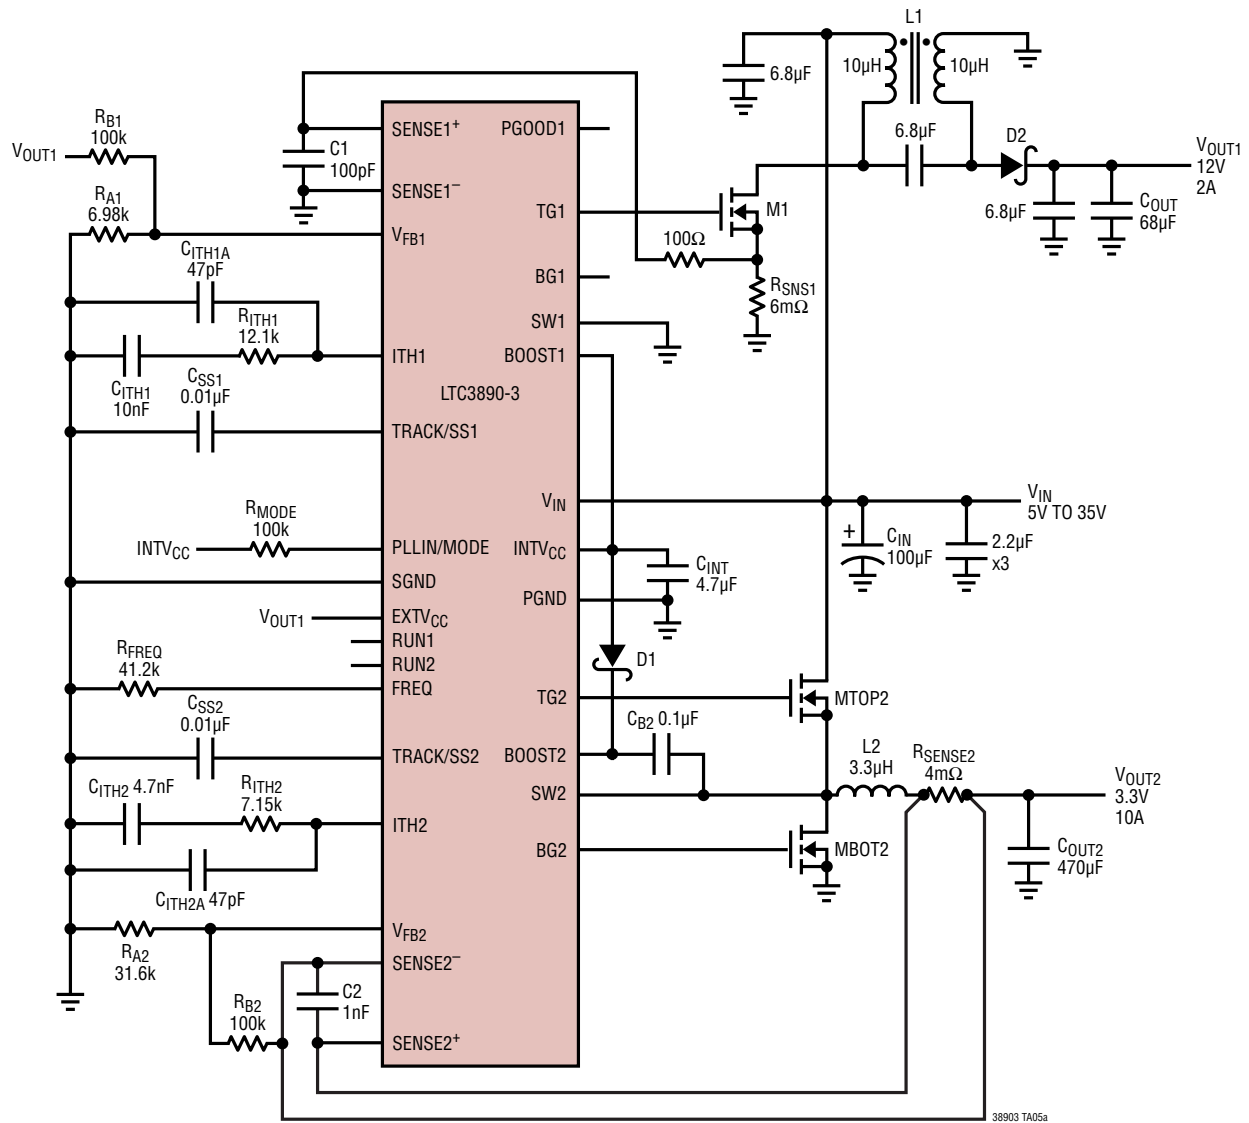 L1
10µH
10µH
6.8µF
6.8µF
D2
VOUT1
12V
2A
6.8µF
COUT
68µF
RB1
100k
VOUT1
RA1
6.98k
C1
100pF
SENSE1+
SENSE1–
VFB1
PGOOD1
TG1
M1
100Ω
RSNS1
6mΩ
BG1
SW1
BOOST1
CITH1A
47pF
RITH1
12.1k
CITH1
10nF
ITH1
LTC3890-3
CSS1
0.01µF
TRACK/SS1
VIN
VIN
5V TO 35V
+
CIN
100µF
2.2µF
x3
RMODE
100k
INTVCC
PLLIN/MODE
INTVCC
CINT
4.7µF
SGND
PGND
VOUT1
EXTVCC
RUN1
RUN2
D1
RFREQ
41.2k
FREQ
TG2
MTOP2
CSS2
0.01µF
TRACK/SS2
CB2 0.1µF
BOOST2
L2
3.3µH
RSENSE2
4mΩ
VOUT2
3.3V
10A
SW2
CITH2 4.7nF
RITH2
7.15k
ITH2
BG2
MBOT2
COUT2
470µF
CITH2A 47pF
RA2
31.6k
VFB2
SENSE2–
C2
1nF
RB2
100k
SENSE2+
38903 TA05a